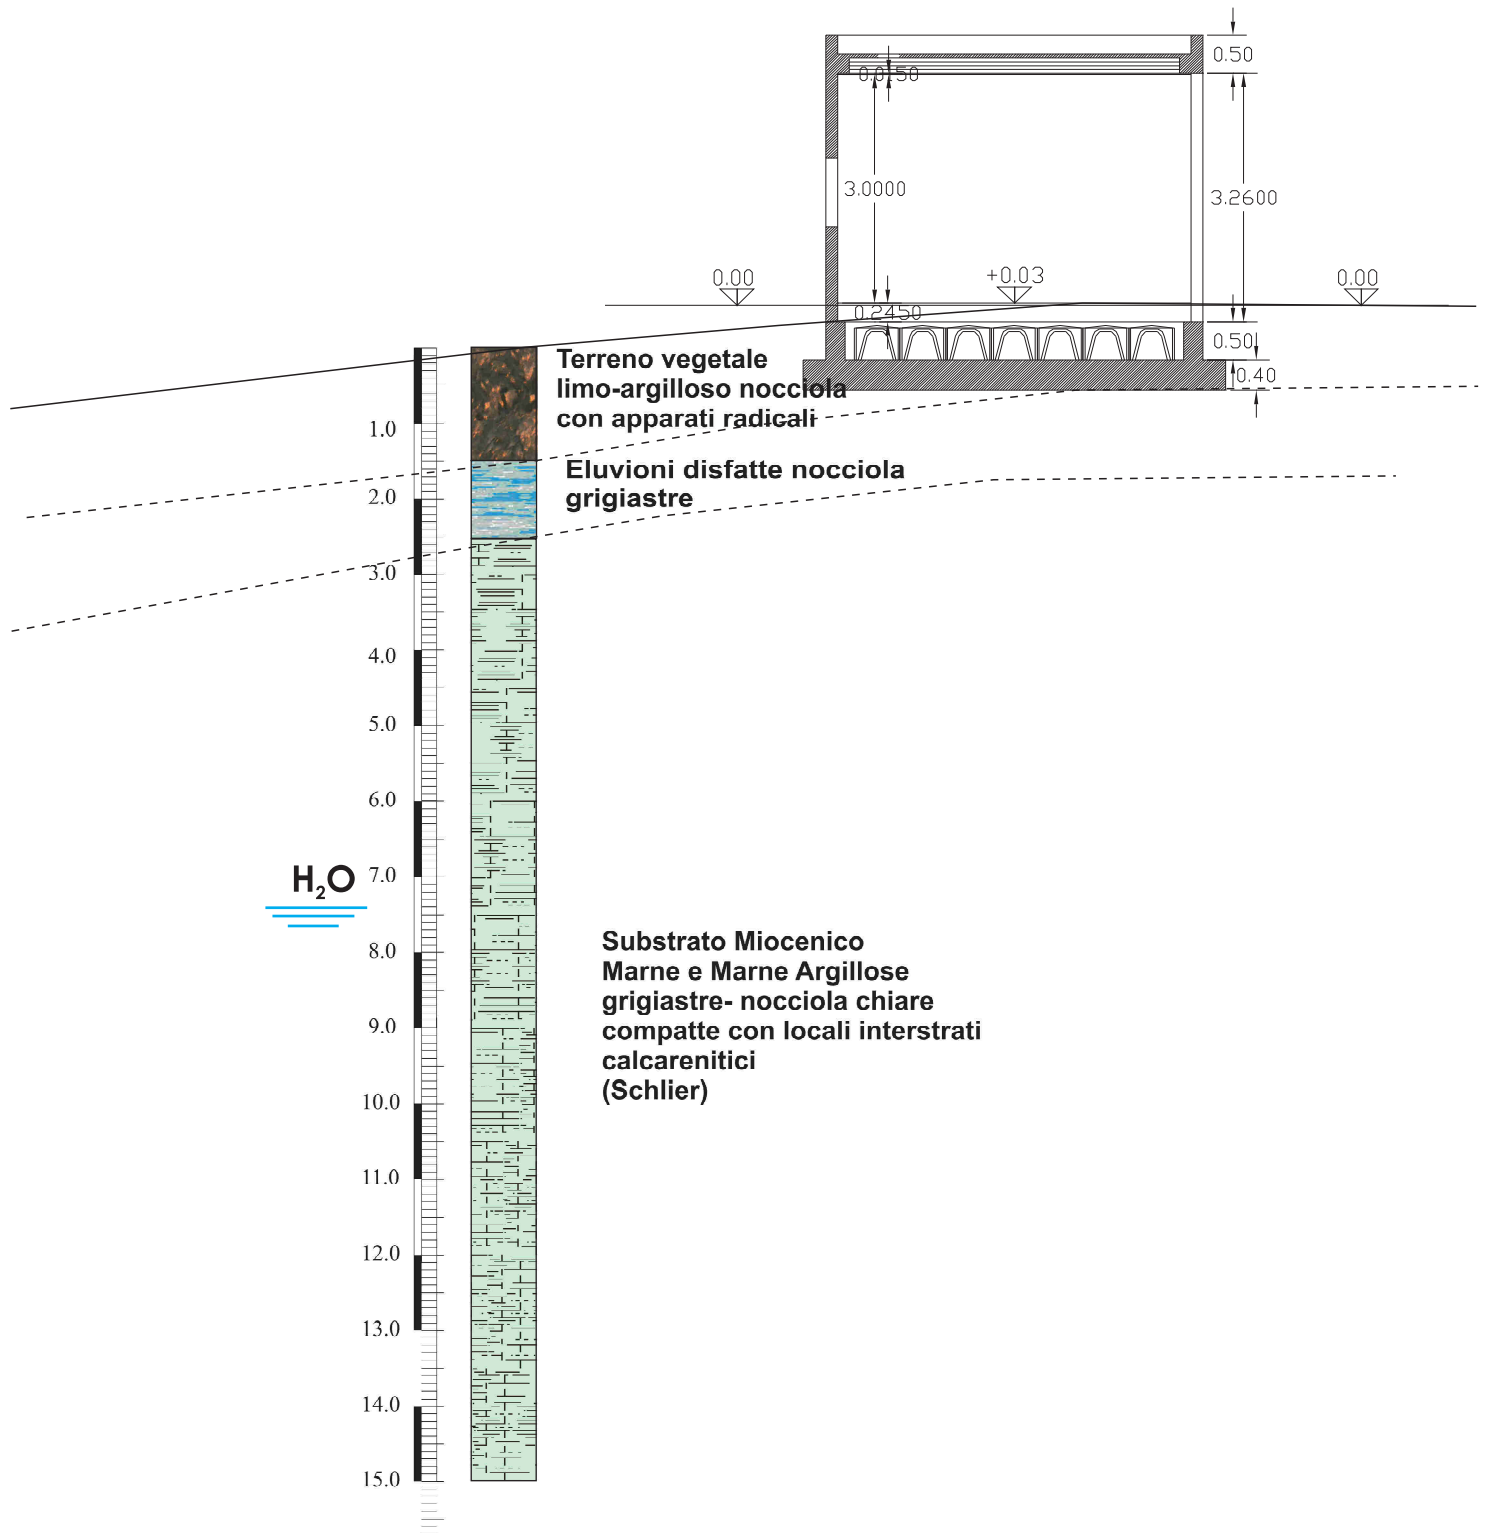 0.50
0.0150
3.0000
3.2600
0.00
+0.03
0.00
0.2450
0.50
0.40
Terreno vegetale
limo-argilloso nocciola
con apparati radicali
1.0
Eluvioni disfatte nocciola
grigiastre
2.0
3.0
4.0
5.0
6.0
H₂O
7.0
8.0
Substrato Miocenico
Marne e Marne Argillose
grigiastre- nocciola chiare
compatte con locali interstrati
calcarenitici
(Schlier)
9.0
10.0
11.0
12.0
13.0
14.0
15.0